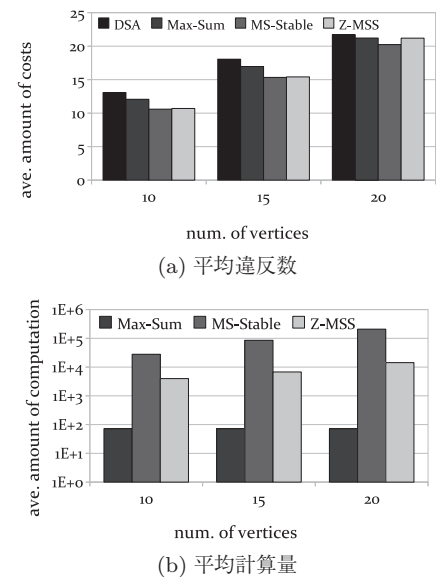 25
20
15
10
5
0
ave. amount of costs
DSA Max-Sum MS-Stable Z-MSS
10 15 20
num. of vertices
(a) 平均違反数
1E+6
1E+5
1E+4
1E+3
1E+2
1E+1
1E+0
ave. amount of computation
Max-Sum MS-Stable Z-MSS
10 15 20
num. of vertices
(b) 平均計算量